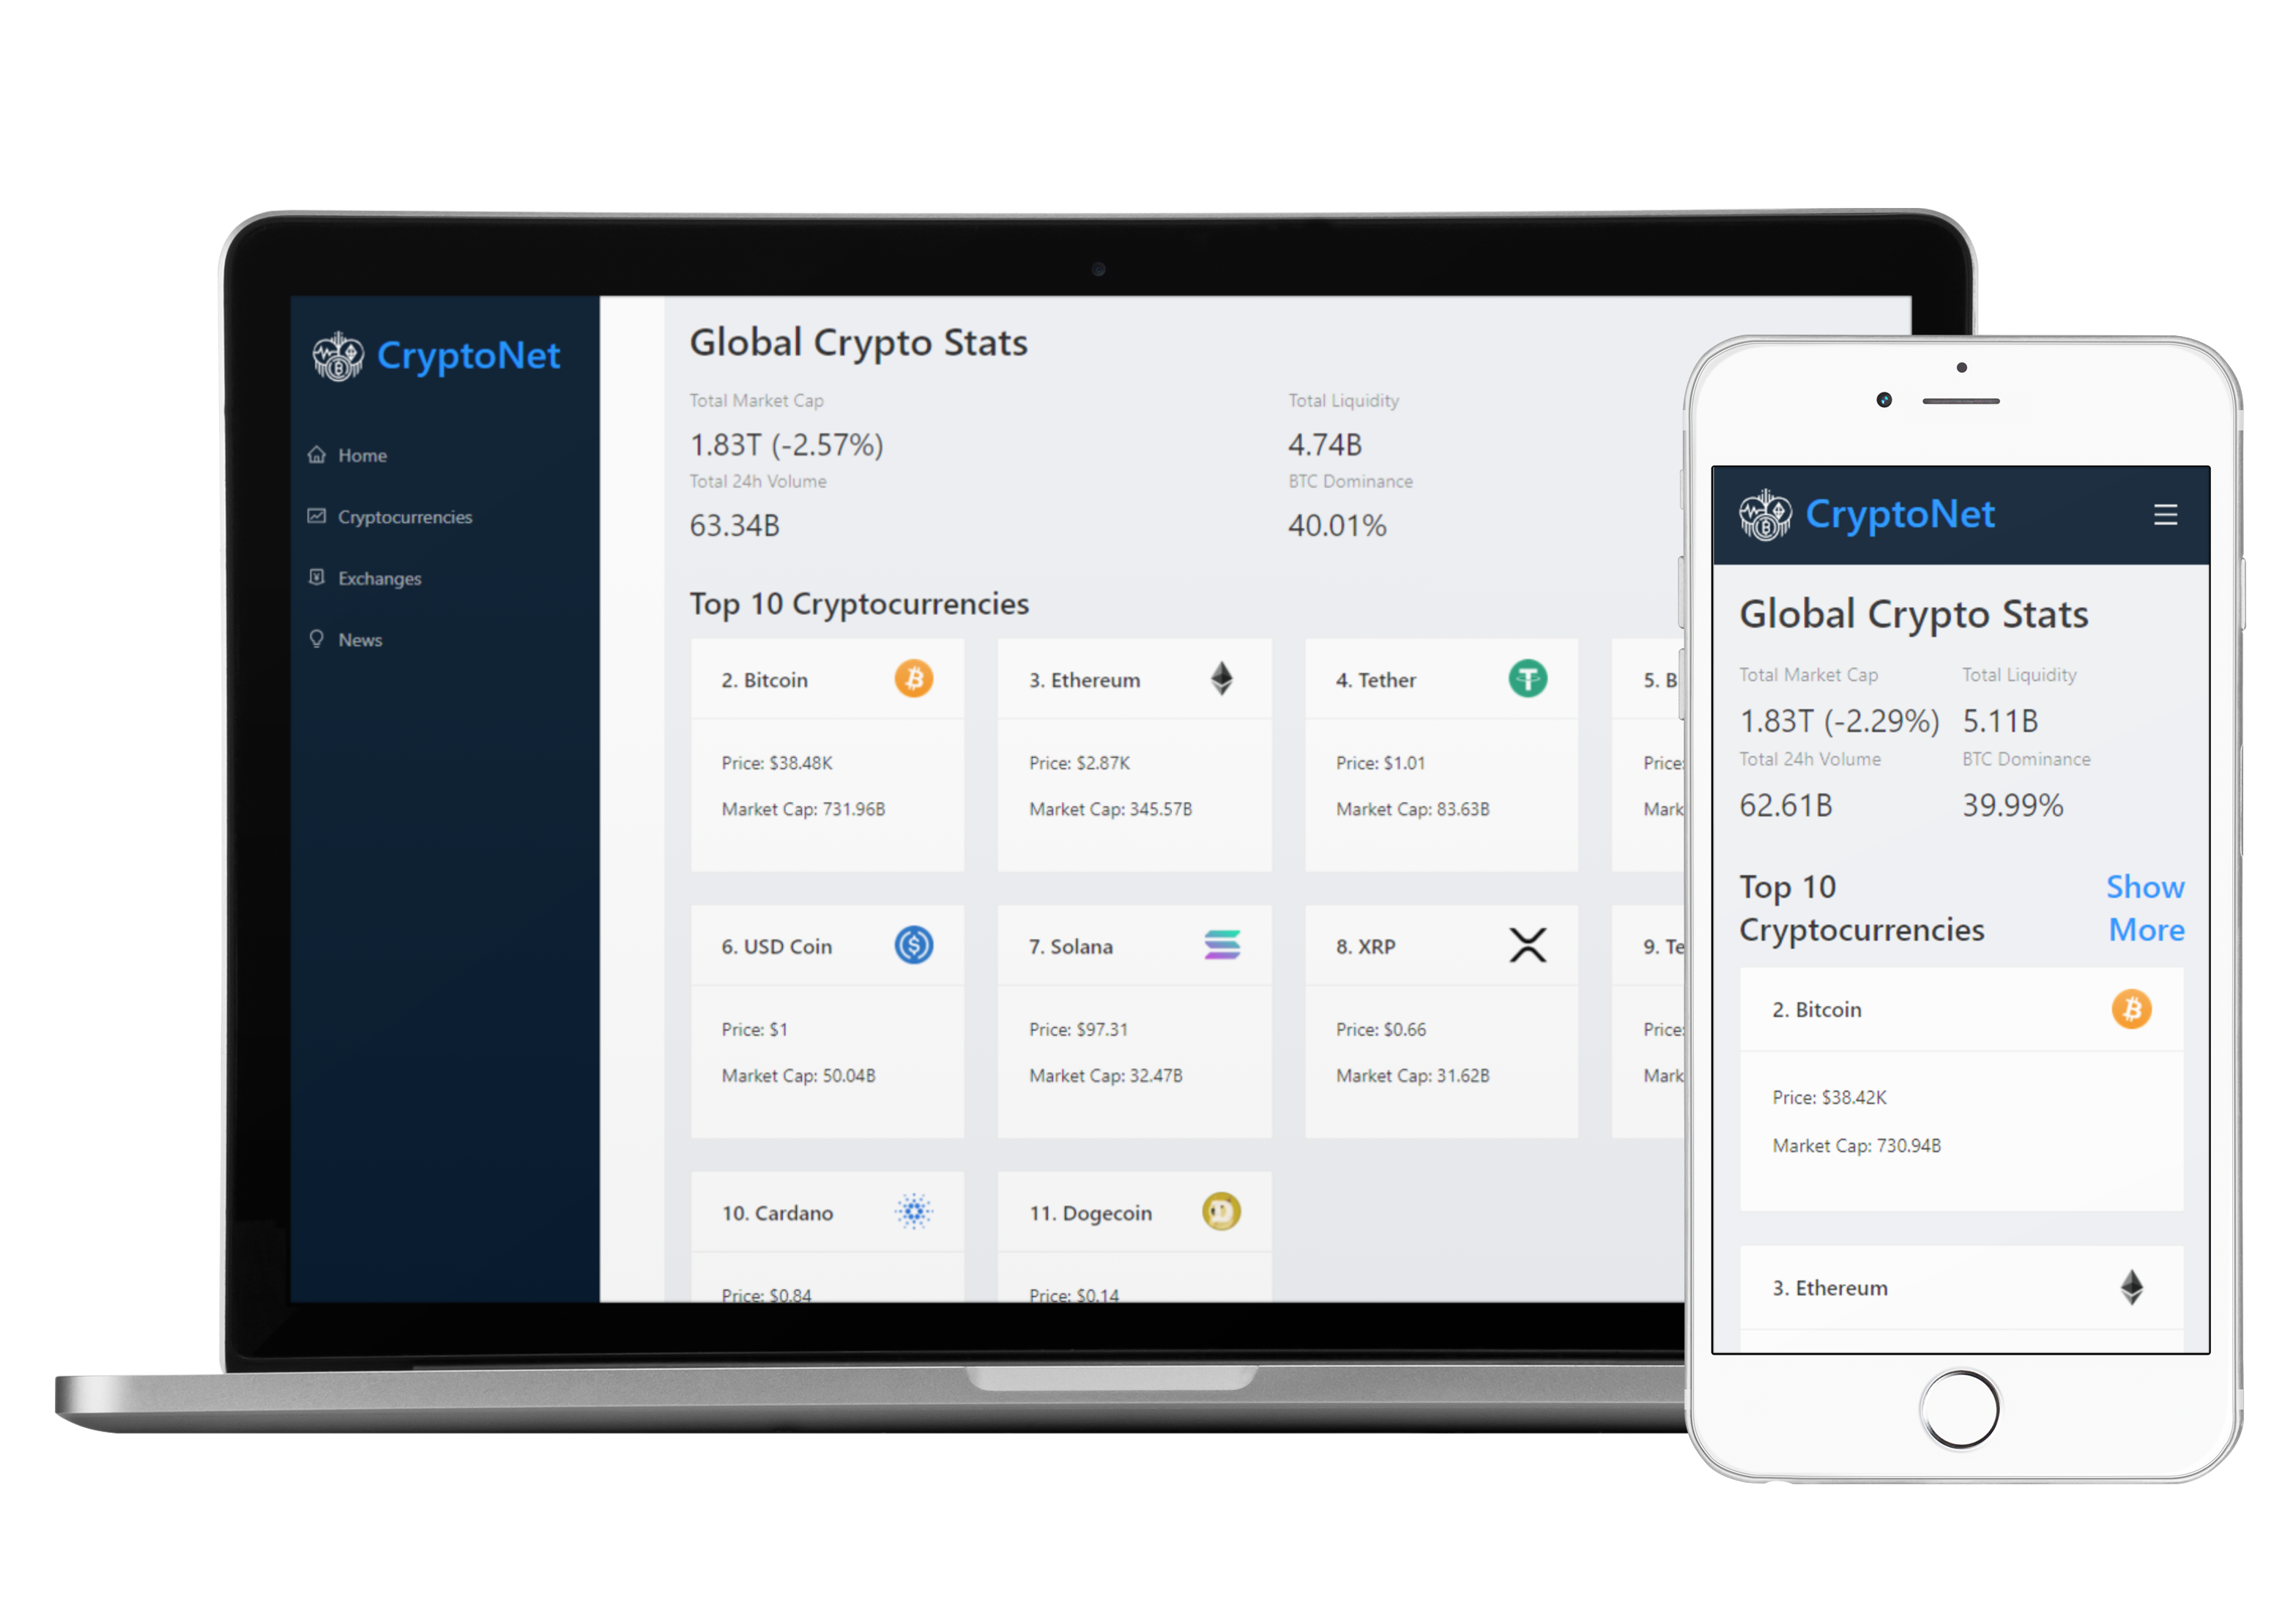 CryptoNet
Home
Cryptocurrencies
Exchanges
News
Global Crypto Stats
Total Market Cap
Total Liquidity
1.83T (-2.57%)
4.74B
Total 24h Volume
BTC Dominance
63.34B
40.01%
Top 10 Cryptocurrencies
2. Bitcoin
3. Ethereum
4. Tether
5. B
Price: $38.48K
Price: $2.87K
Price: $1.01
Price:
Market Cap: 731.96B
Market Cap: 345.57B
Market Cap: 83.63B
Mark
6. USD Coin
7. Solana
8. XRP
9. Te
Price: $1
Price: $97.31
Price: $0.66
Price:
Market Cap: 50.04B
Market Cap: 32.47B
Market Cap: 31.62B
Mark
10. Cardano
11. Dogecoin
Price: $0.84
Price: $0.14
CryptoNet
Global Crypto Stats
Total Market Cap
Total Liquidity
1.83T (-2.29%)
5.11B
Total 24h Volume
BTC Dominance
62.61B
39.99%
Top 10
Cryptocurrencies
Show
More
2. Bitcoin
Price: $38.42K
Market Cap: 730.94B
3. Ethereum